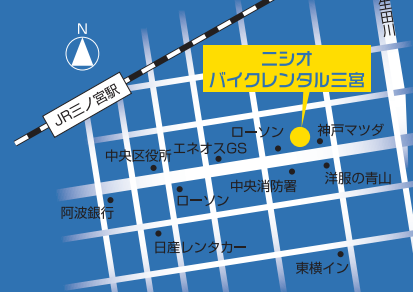 N
生田川
ニシオ
バイクレンタル三宮
JR三ノ宮駅
ローソン
神戸マツダ
エネオスGS
中央区役所
中央消防署
洋服の青山
ローソン
阿波銀行
日産レンタカー
東横イン